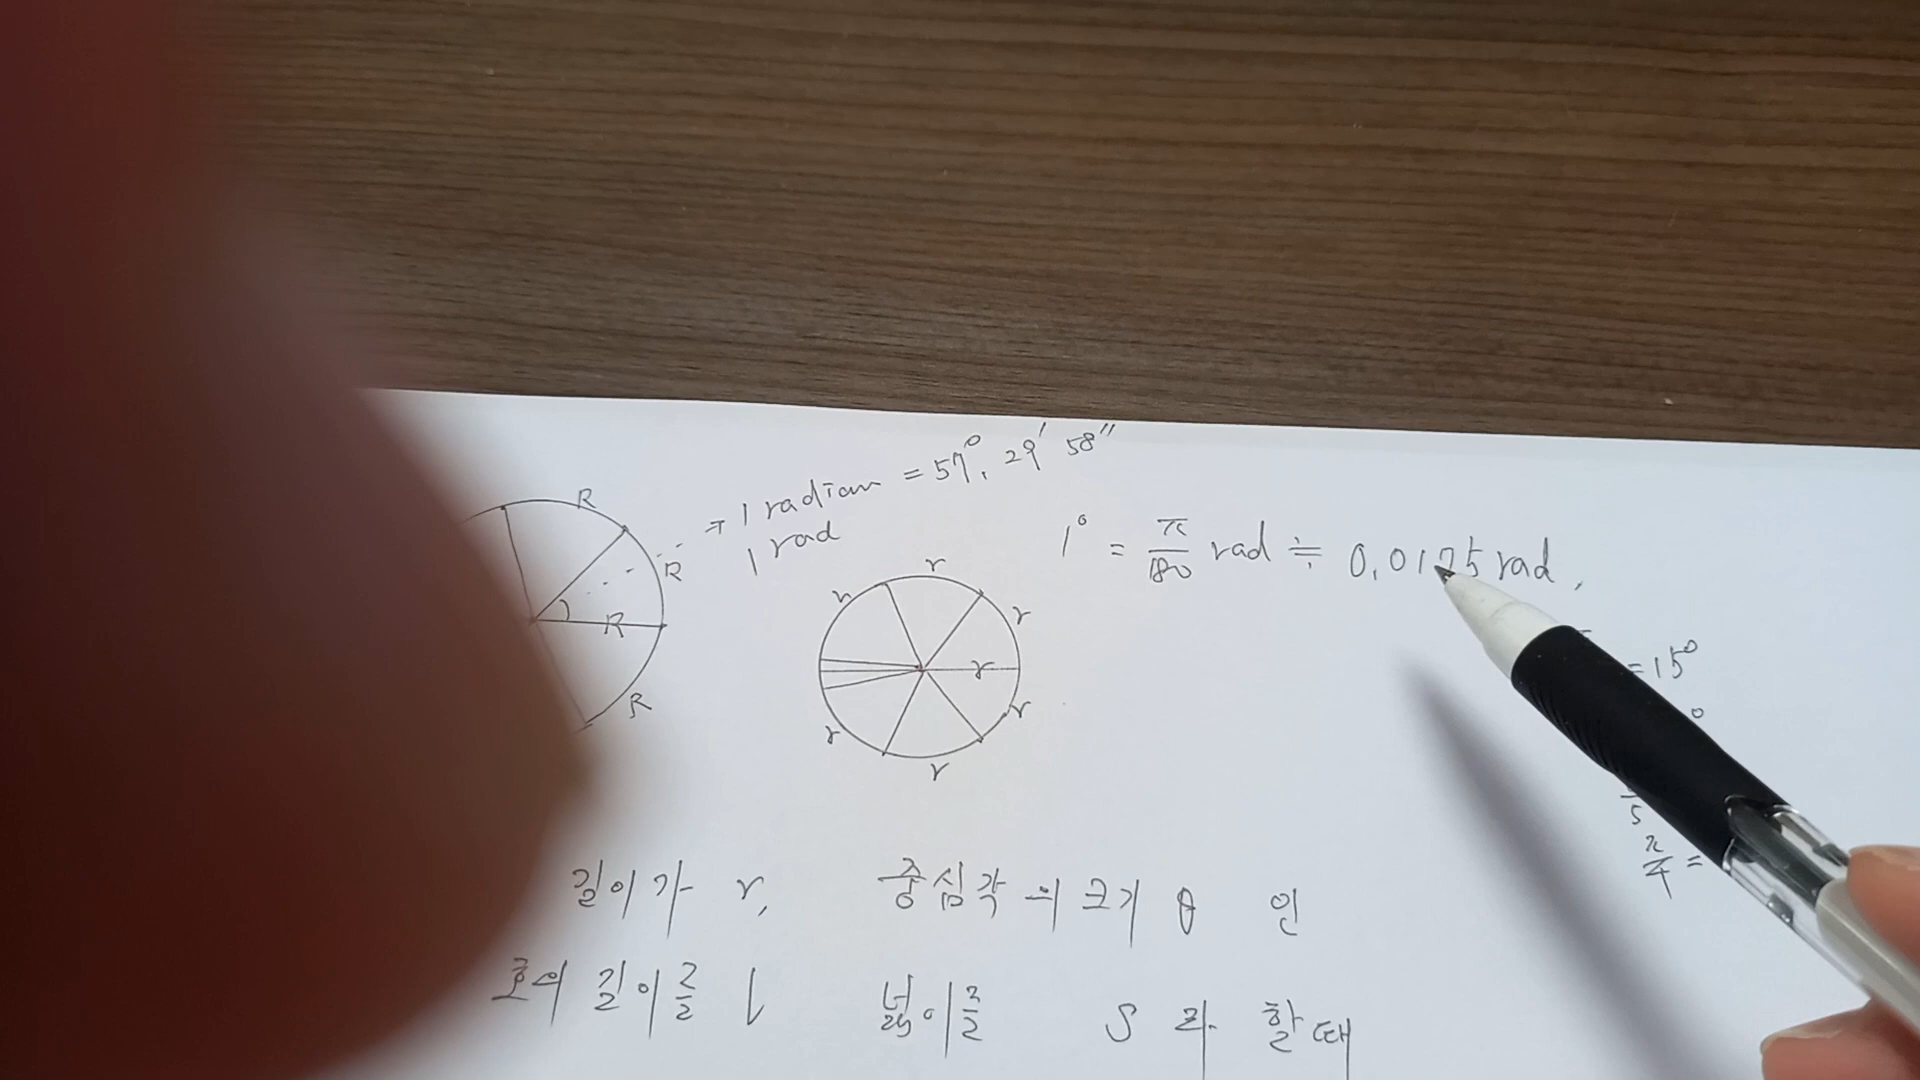 R
R
R
R
⇒ 1 radian = 57°. 29′ 58″
1 rad
1° = π/180 rad ≒ 0.0175 rad,
r
r
r
r
r
r
r
= 15°
π/4 =
길이가 r, 중심각의 크기 θ 인
호의 길이를 l 넓이를 S 라 할때